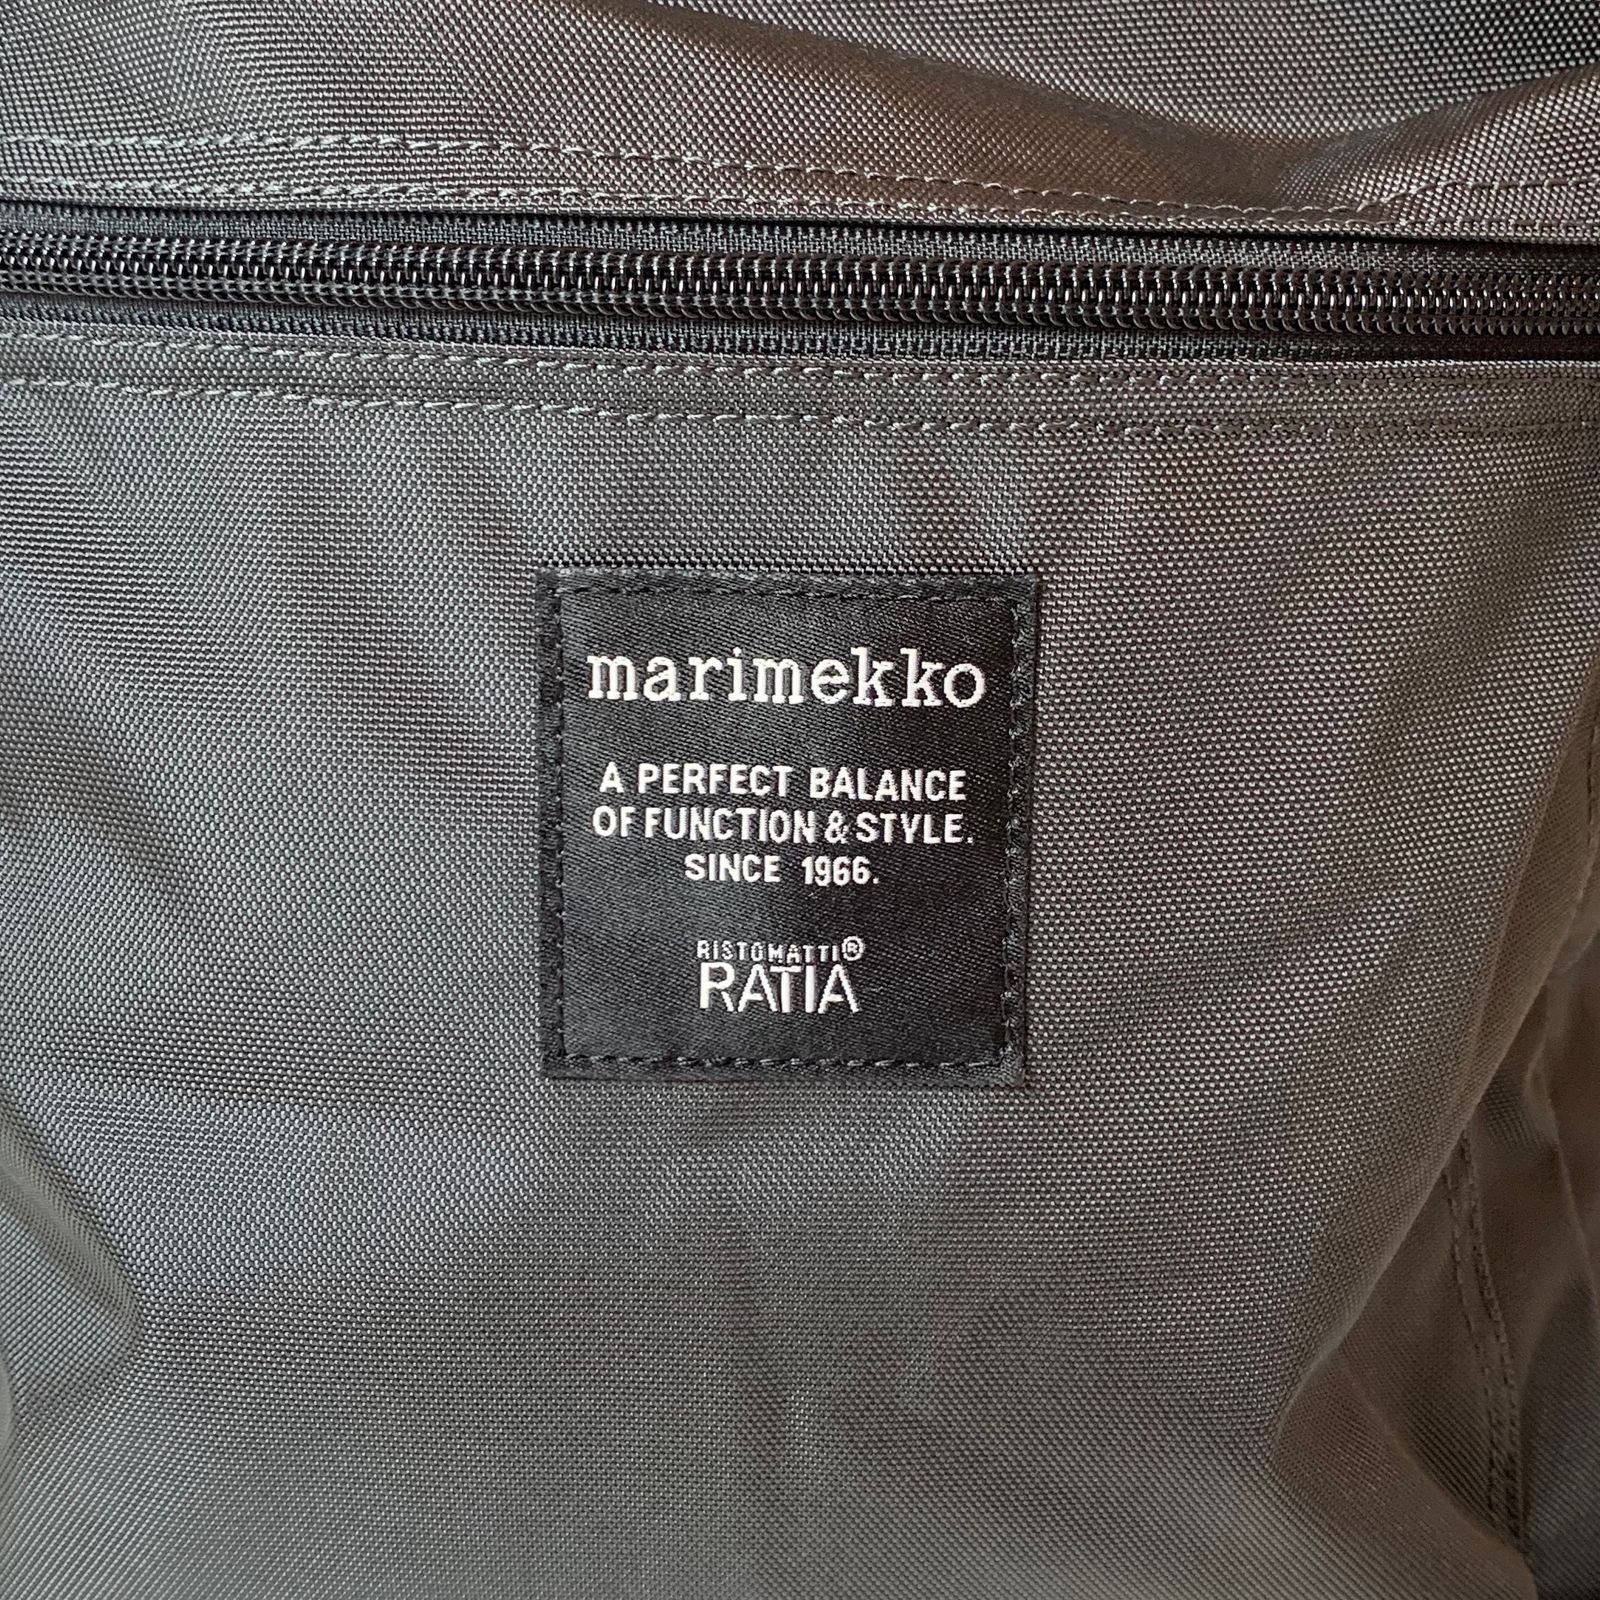 marimekko
A PERFECT BALANCE
OF FUNCTION & STYLE.
SINCE 1966.
RISTOMATTI®
RATIA